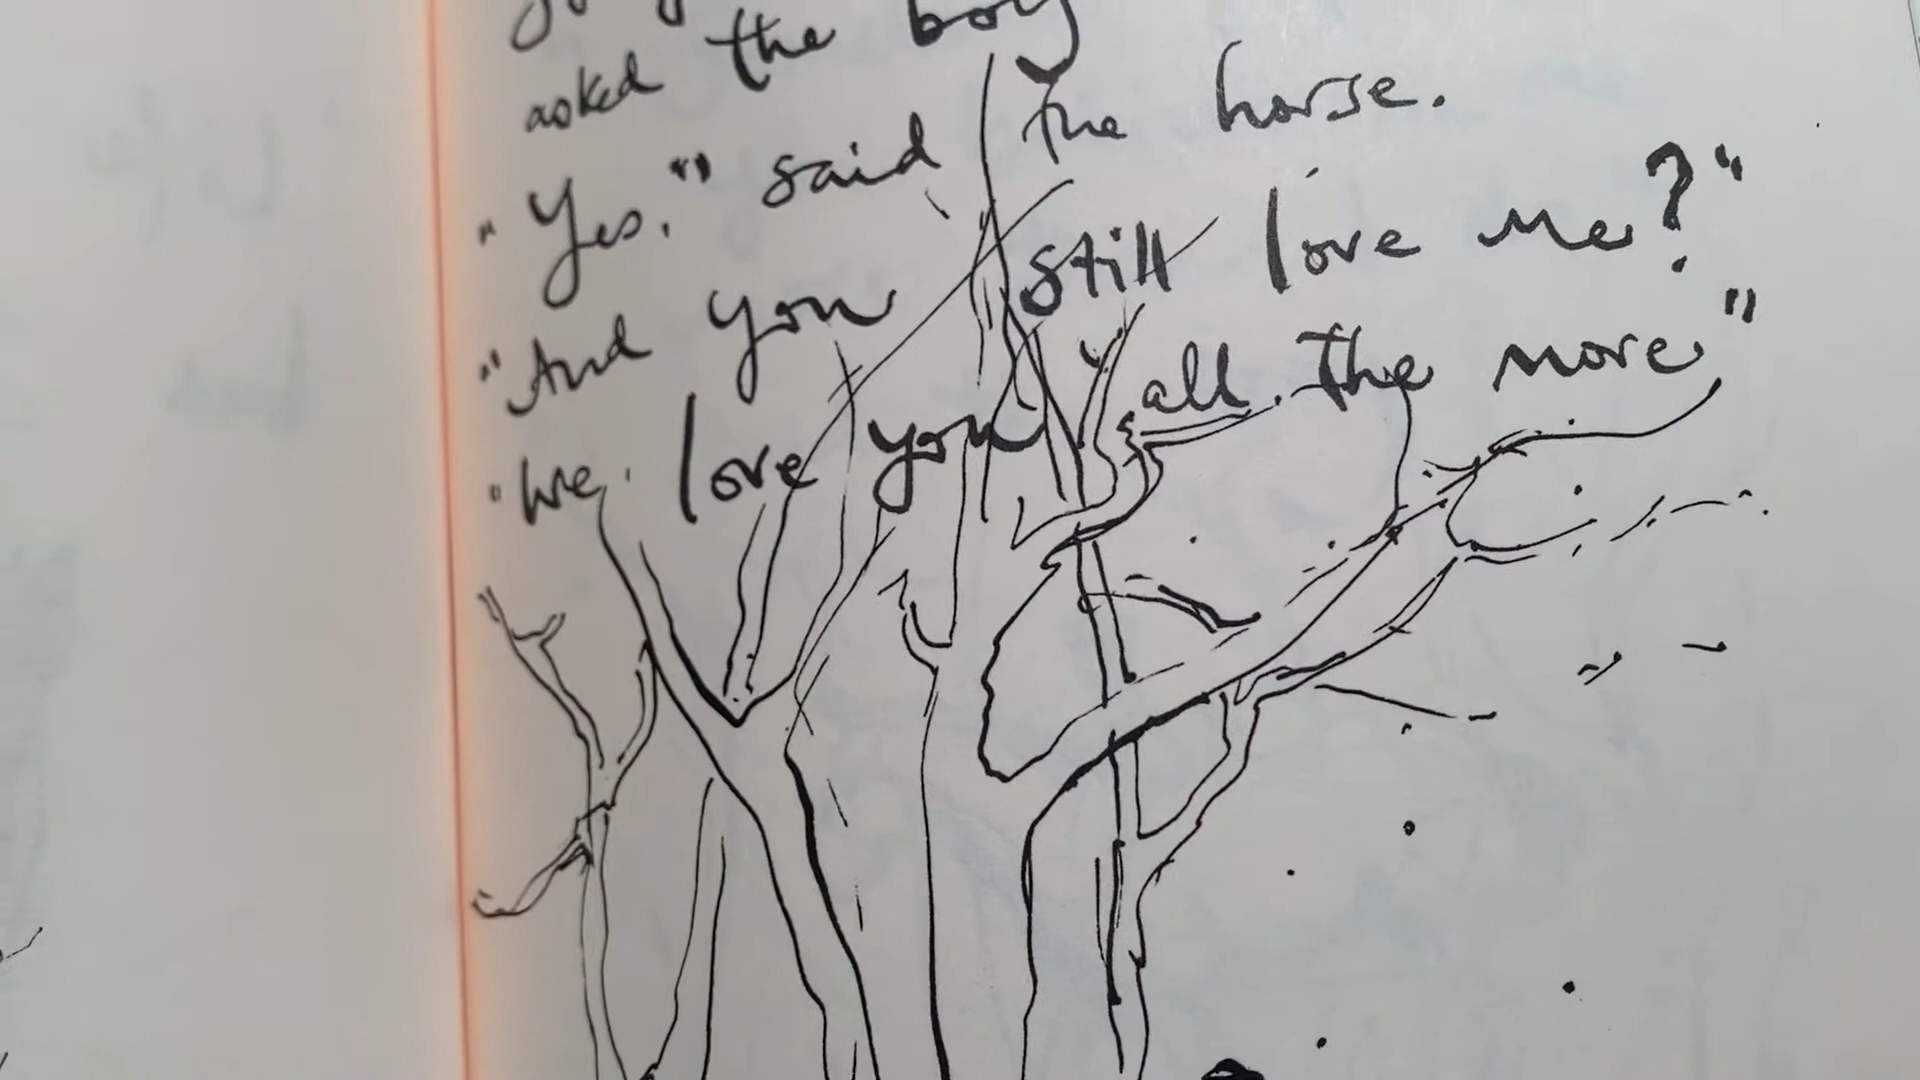 asked the boy
"Yes." said the horse.
"And you still love me?"
"We love you all the more"